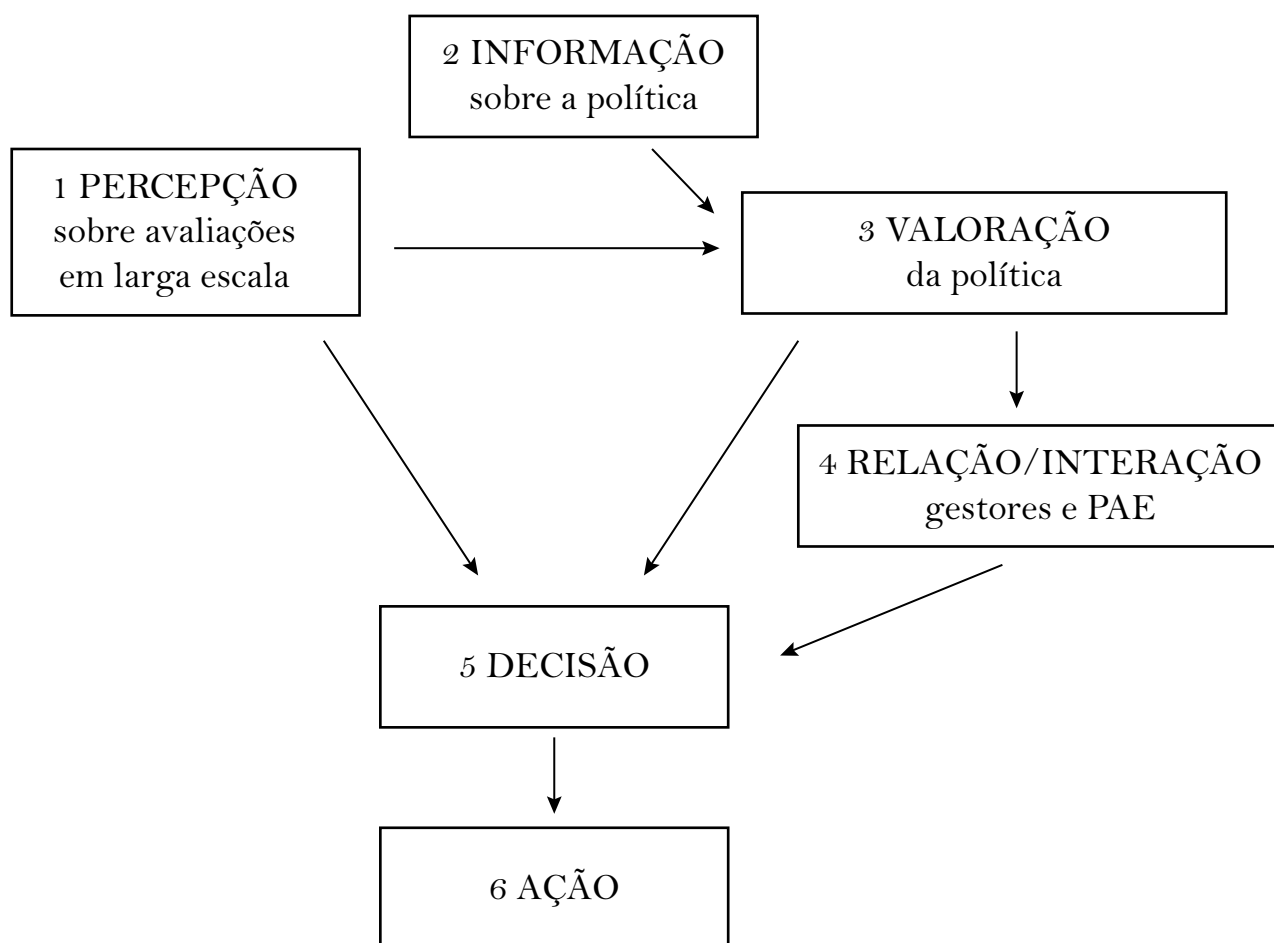 2 INFORMAÇÃO
sobre a política
1 PERCEPÇÃO
sobre avaliações
em larga escala
3 VALORAÇÃO
da política
4 RELAÇÃO/INTERAÇÃO
gestores e PAE
5 DECISÃO
6 AÇÃO